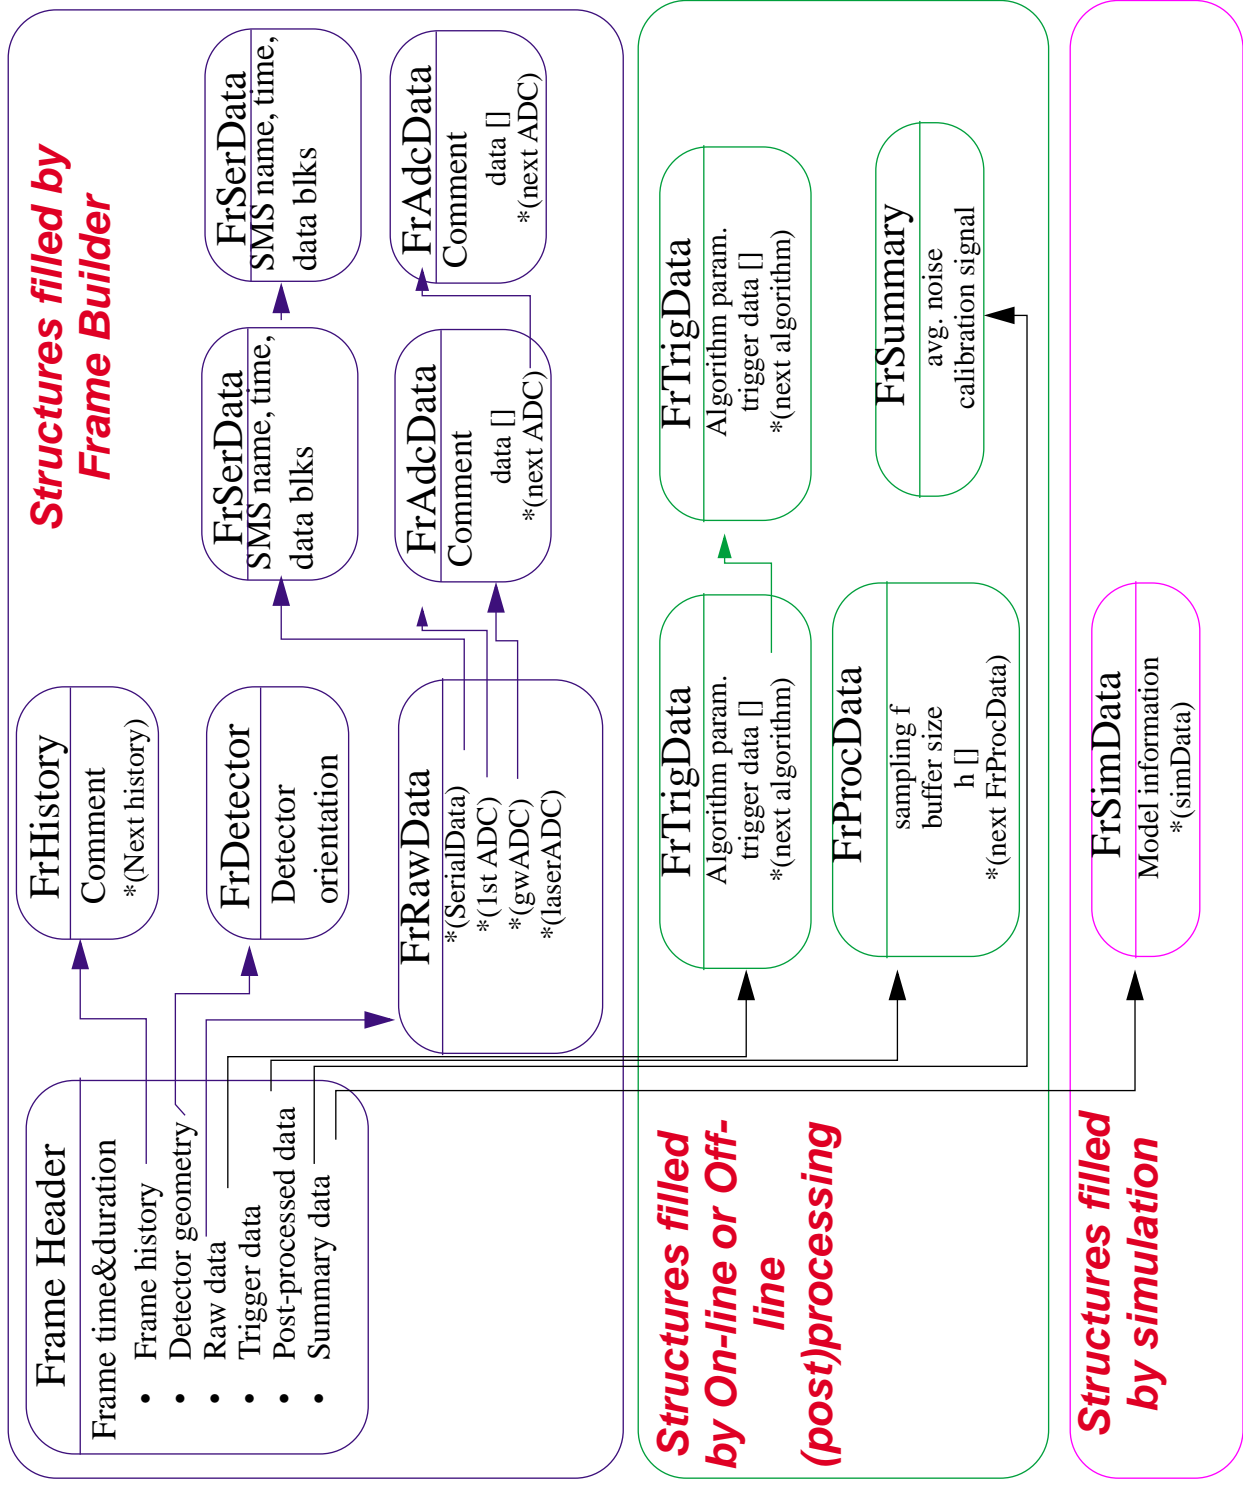 Structures filled by
Frame Builder
Frame Header
Frame time&duration
• Frame history
• Detector geometry
• Raw data
• Trigger data
• Post-processed data
• Summary data
FrHistory
Comment
*(Next history)
FrDetector
Detector
orientation
FrRawData
*(SerialData)
*(1st ADC)
*(gwADC)
*(laserADC)
FrSerData
SMS name, time,
data blks
FrSerData
SMS name, time,
data blks
FrAdcData
Comment
data []
*(next ADC)
FrAdcData
Comment
data []
*(next ADC)
Structures filled
by On-line or Off-
line
(post)processing
FrTrigData
Algorithm param.
trigger data []
*(next algorithm)
FrTrigData
Algorithm param.
trigger data []
*(next algorithm)
FrProcData
sampling f
buffer size
h []
*(next FrProcData)
FrSummary
avg. noise
calibration signal
Structures filled
by simulation
FrSimData
Model information
*(simData)